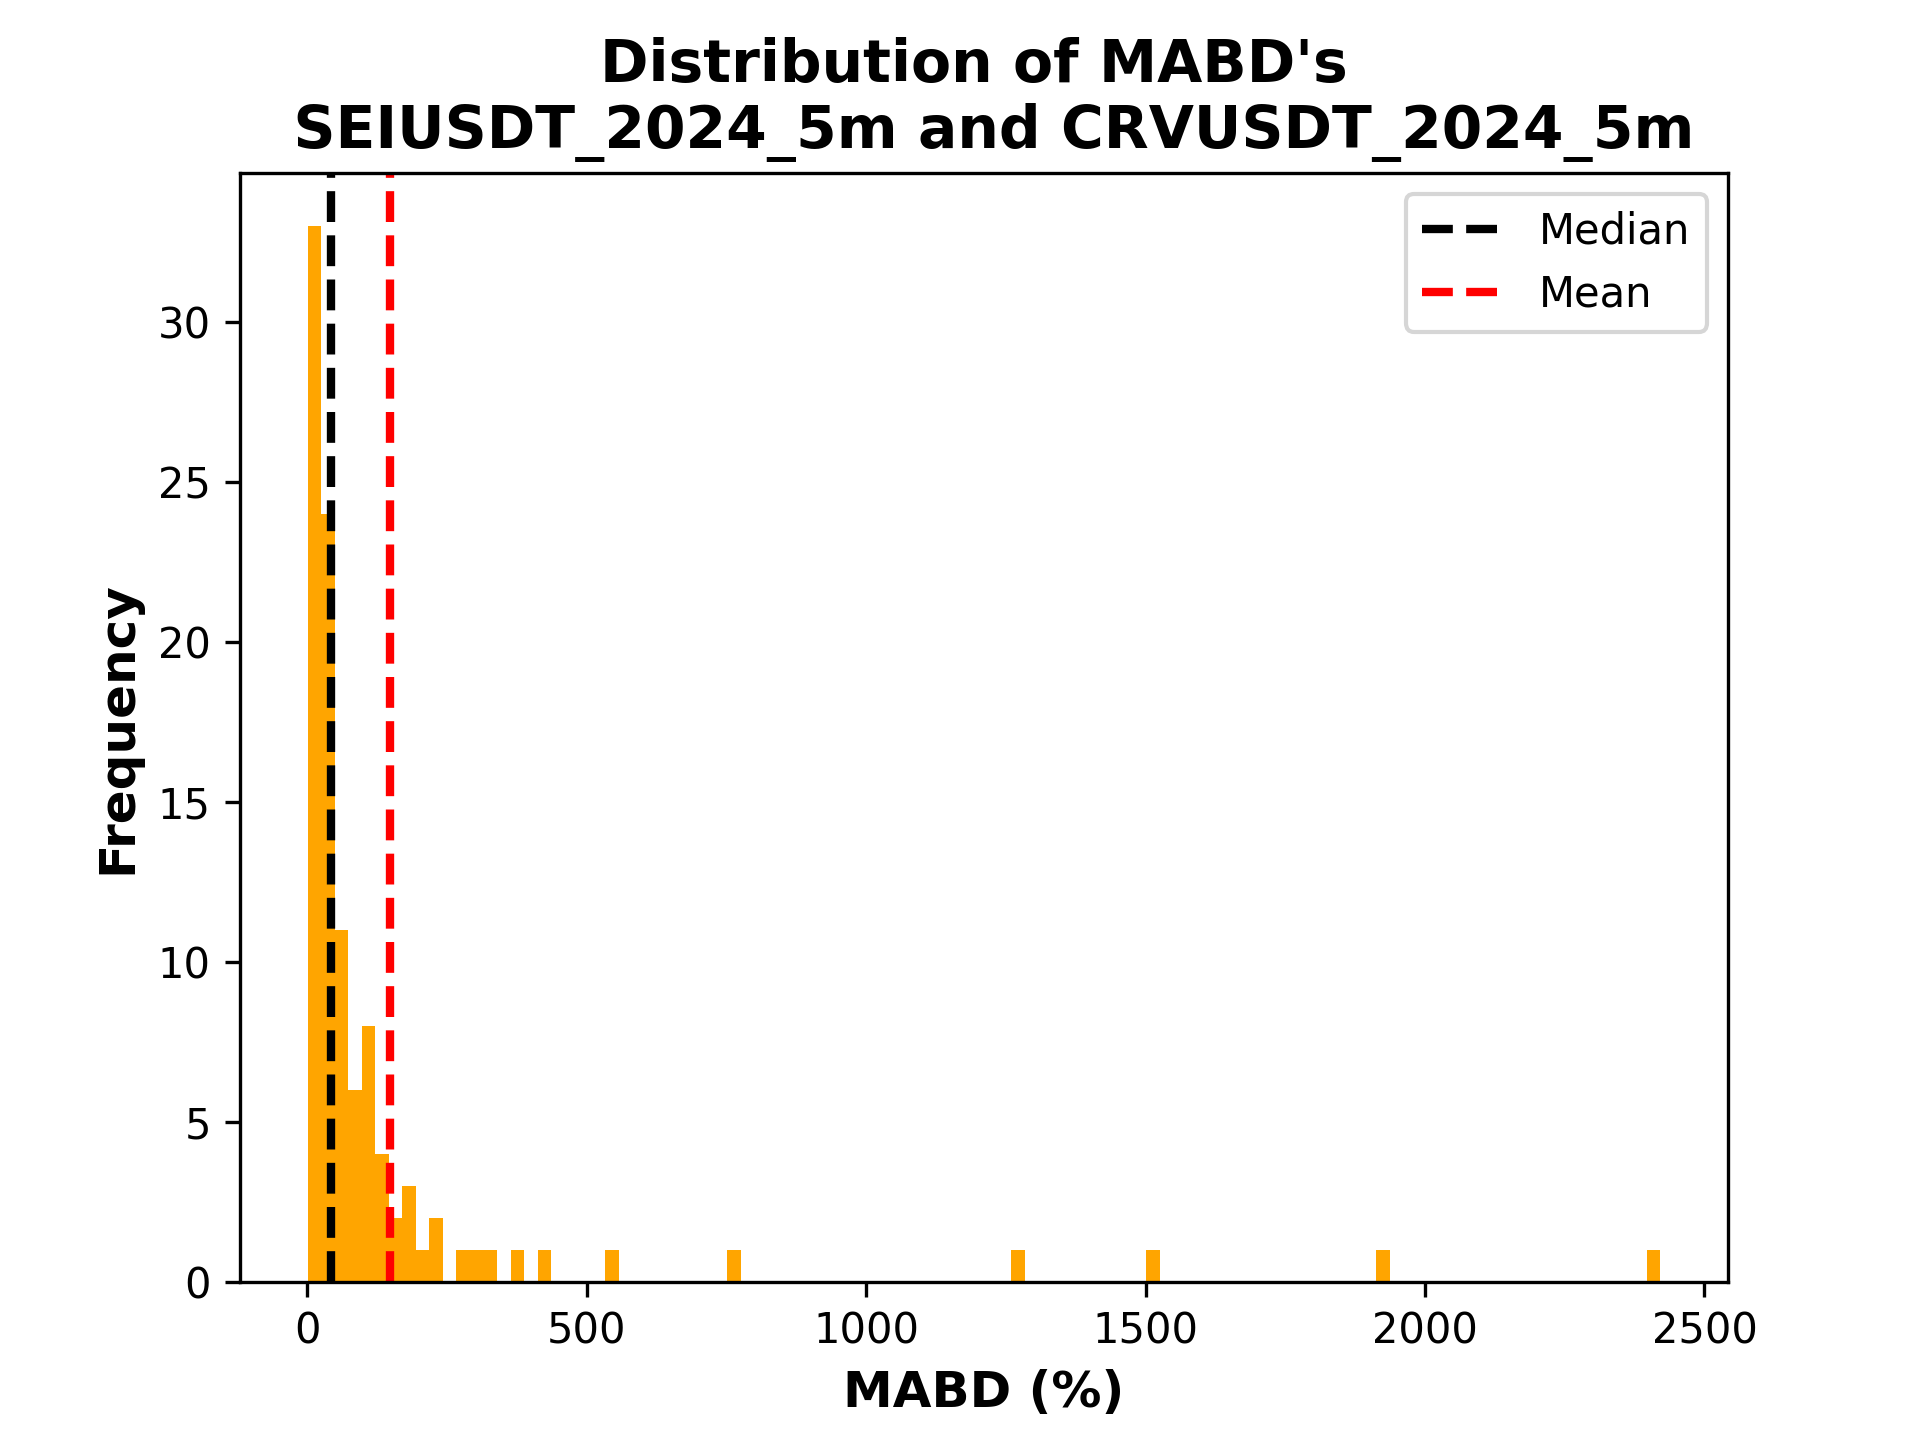 Distribution of MABD's
SEIUSDT_2024_5m and CRVUSDT_2024_5m
Median
Mean
Frequency
30
25
20
15
10
5
0
0 500 1000 1500 2000 2500
MABD (%)